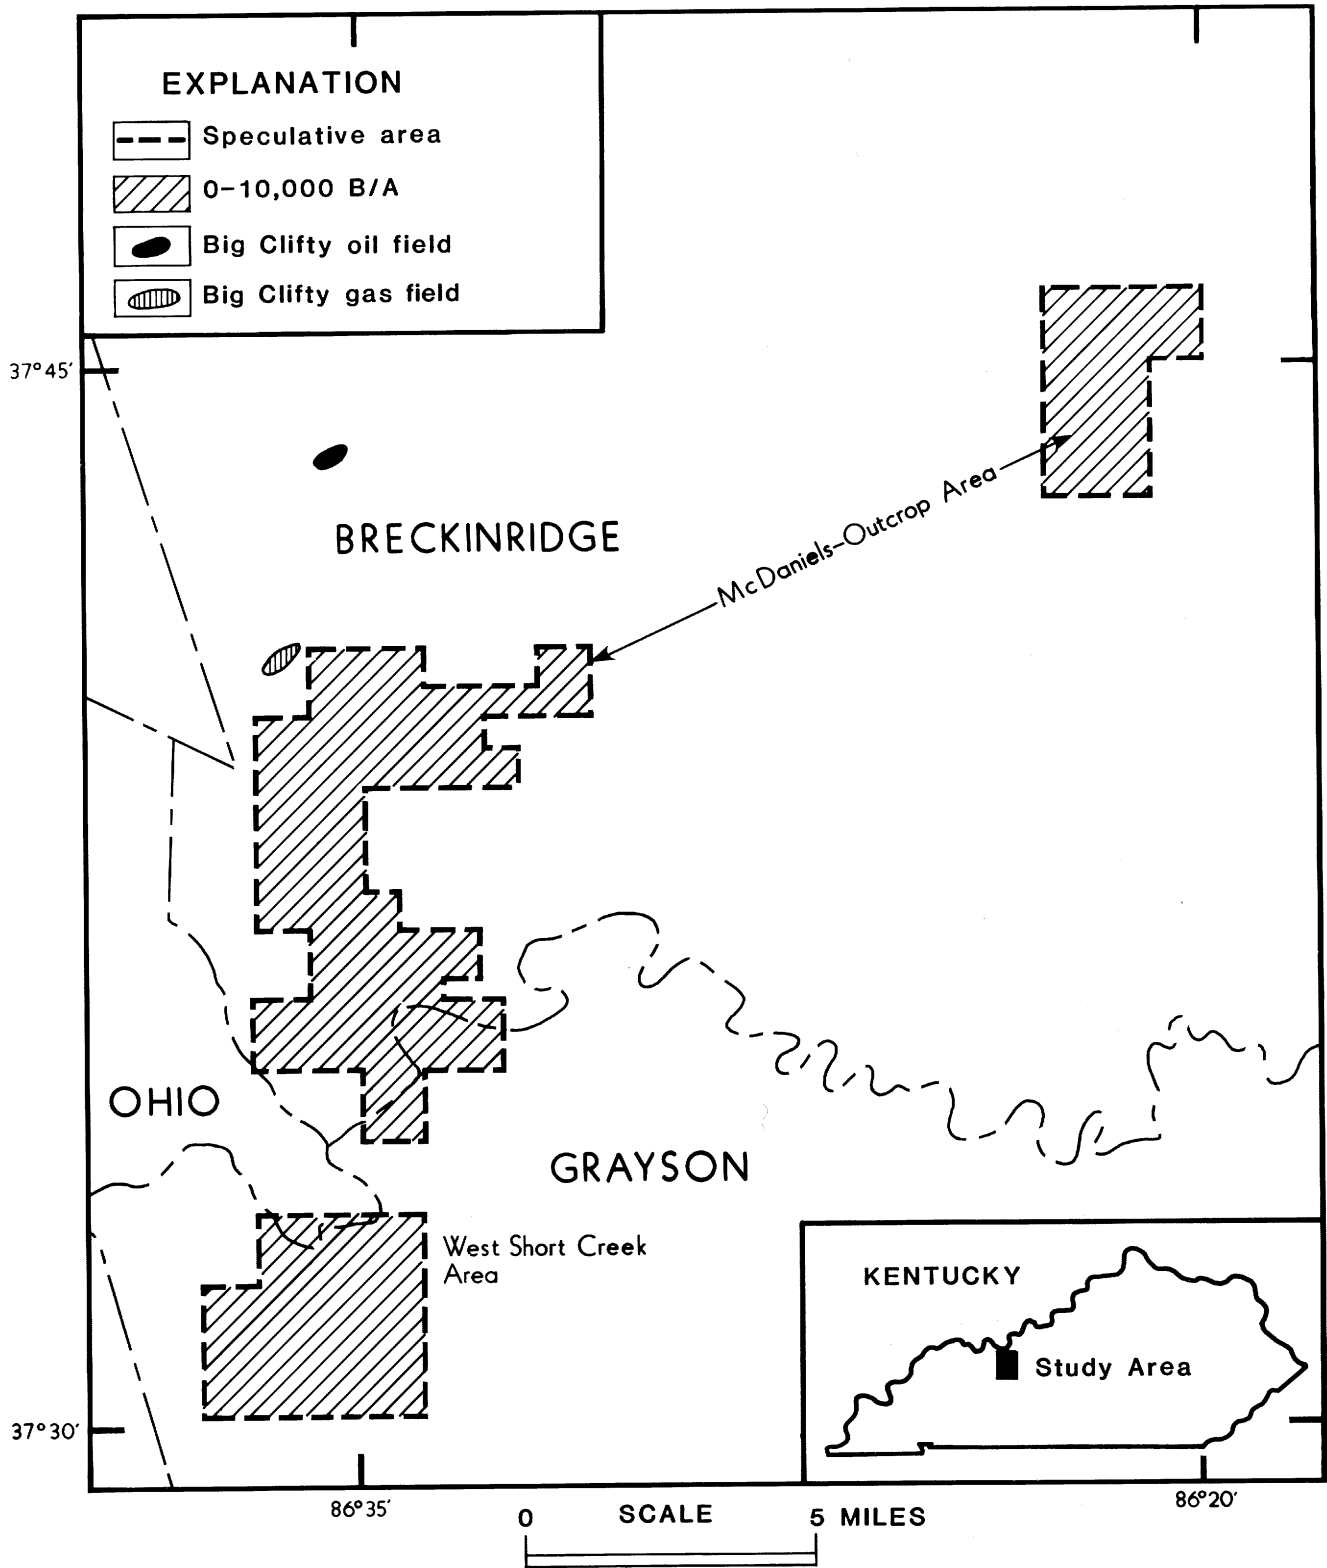 EXPLANATION
Speculative area
0-10,000 B/A
Big Clifty oil field
Big Clifty gas field
37°45'
BRECKINRIDGE
McDaniels-Outcrop Area
OHIO
GRAYSON
West Short Creek
Area
KENTUCKY
Study Area
37°30'
86°35'
86°20'
0 SCALE 5 MILES